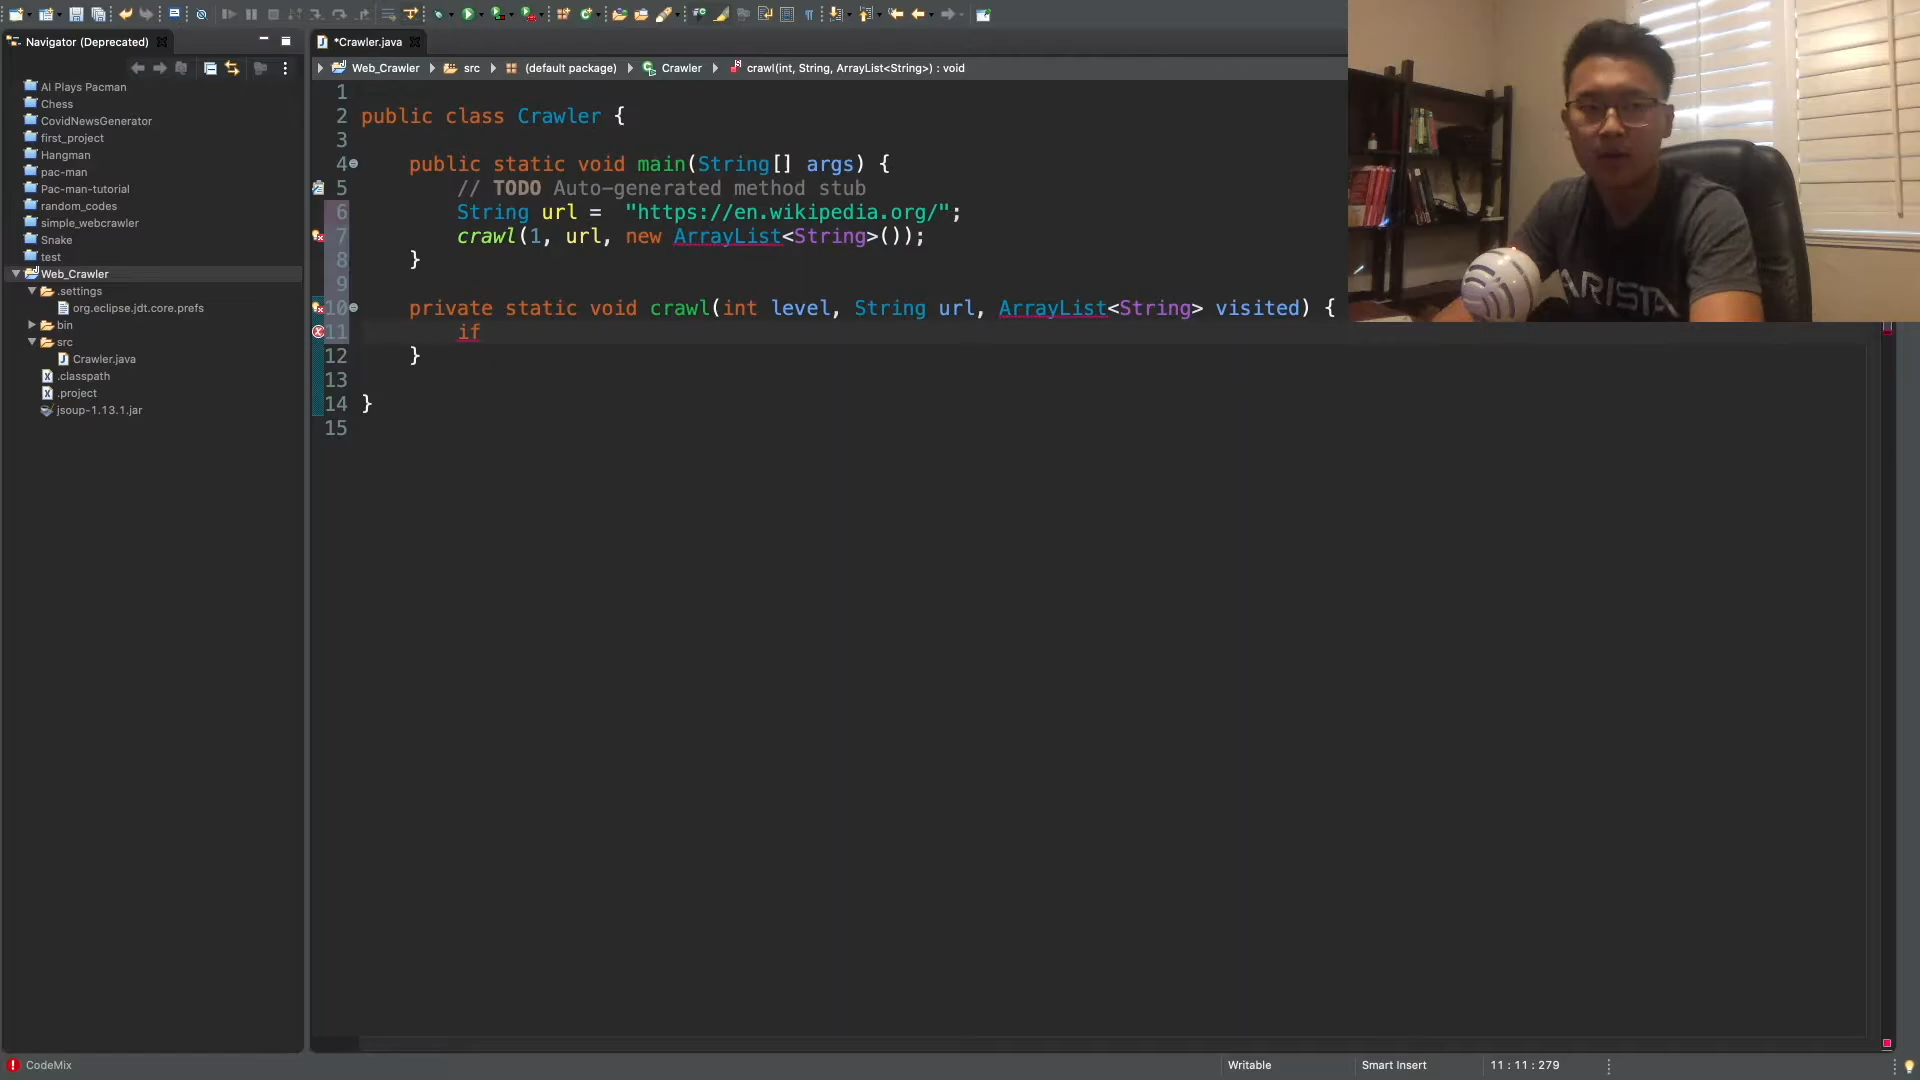 Navigator (Deprecated)
AI Plays Pacman
Chess
CovidNewsGenerator
first_project
Hangman
pac-man
Pac-man-tutorial
random_codes
simple_webcrawler
Snake
test
Web_Crawler
.settings
org.eclipse.jdt.core.prefs
bin
src
Crawler.java
.classpath
.project
jsoup-1.13.1.jar
*Crawler.java
Web_Crawler src (default package) Crawler crawl(int, String, ArrayList<String>) : void
1
2 public class Crawler {
3
4 public static void main(String[] args) {
5 // TODO Auto-generated method stub
6 String url =  "https://en.wikipedia.org/";
7 crawl(1, url, new ArrayList<String>());
8 }
9
10 private static void crawl(int level, String url, ArrayList<String> visited) {
11 if
12 }
13
14 }
15
ARISTA
CodeMix
Writable
Smart Insert
11 : 11 : 279